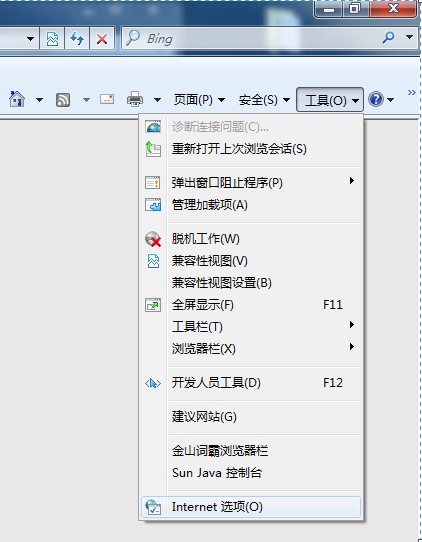 Bing
页面(P)
安全(S)
工具(O)
诊断连接问题(C)...
重新打开上次浏览会话(S)
弹出窗口阻止程序(P)
管理加载项(A)
脱机工作(W)
兼容性视图(V)
兼容性视图设置(B)
全屏显示(F) F11
工具栏(T)
浏览器栏(X)
开发人员工具(D) F12
建议网站(G)
金山词霸浏览器栏
Sun Java 控制台
Internet 选项(O)